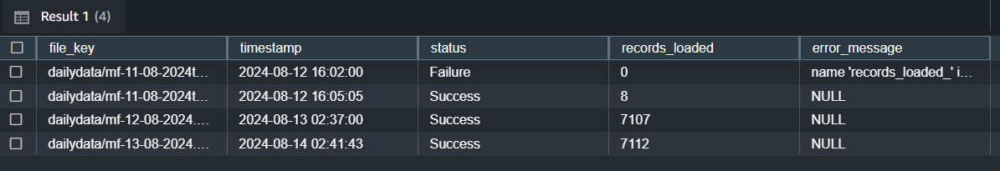 Result 1 (4)
file_key timestamp status records_loaded error_message
dailydata/mf-11-08-2024t... 2024-08-12 16:02:00 Failure 0 name 'records_loaded_' i...
dailydata/mf-11-08-2024t... 2024-08-12 16:05:05 Success 8 NULL
dailydata/mf-12-08-2024.... 2024-08-13 02:37:00 Success 7107 NULL
dailydata/mf-13-08-2024.... 2024-08-14 02:41:43 Success 7112 NULL